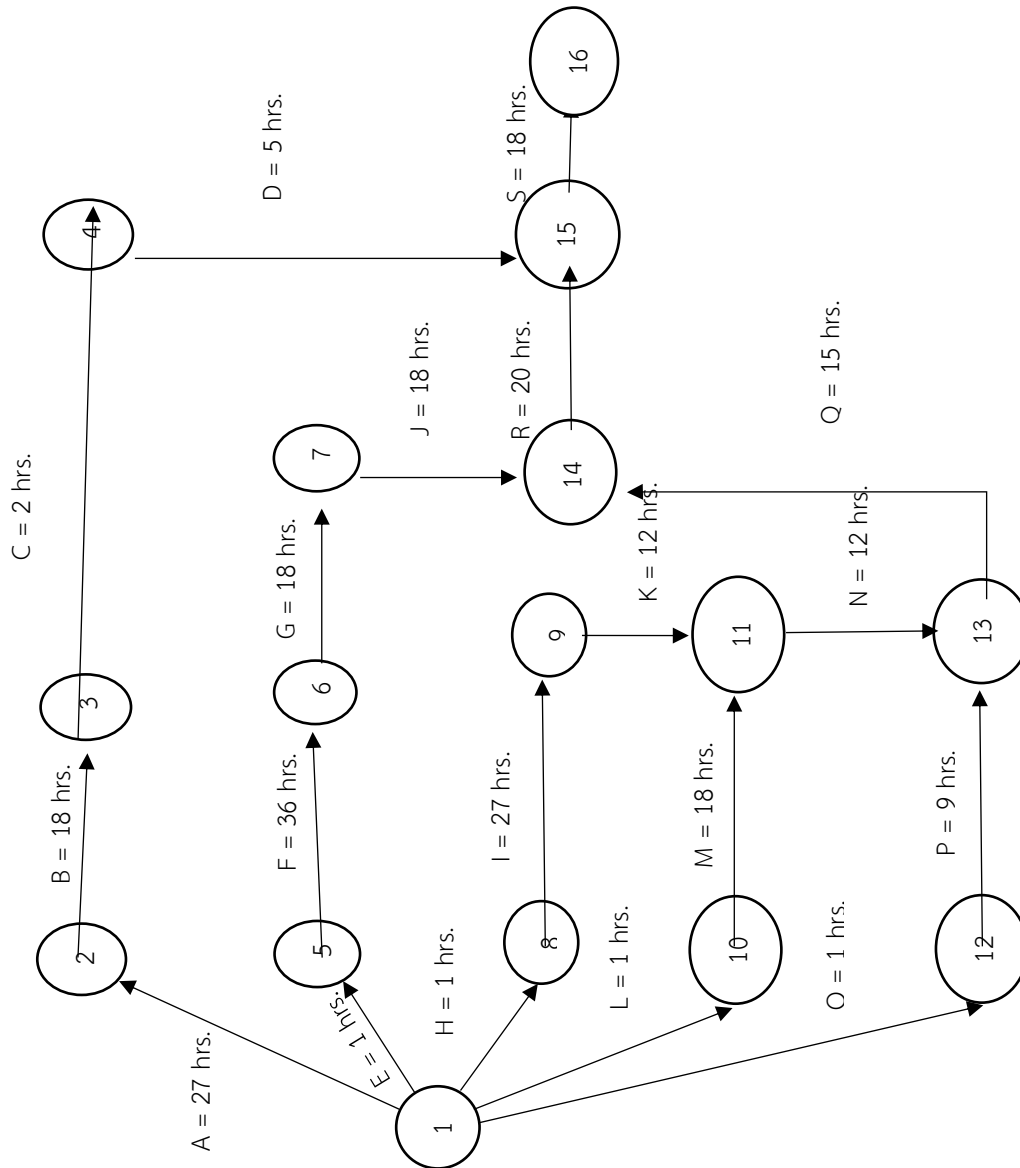 1
A = 27 hrs.
2
B = 18 hrs.
3
C = 2 hrs.
4
D = 5 hrs.
E = 1 hrs.
5
F = 36 hrs.
6
G = 18 hrs.
7
J = 18 hrs.
H = 1 hrs.
8
I = 27 hrs.
9
K = 12 hrs.
L = 1 hrs.
10
M = 18 hrs.
11
N = 12 hrs.
O = 1 hrs.
12
P = 9 hrs.
13
Q = 15 hrs.
14
R = 20 hrs.
15
S = 18 hrs.
16